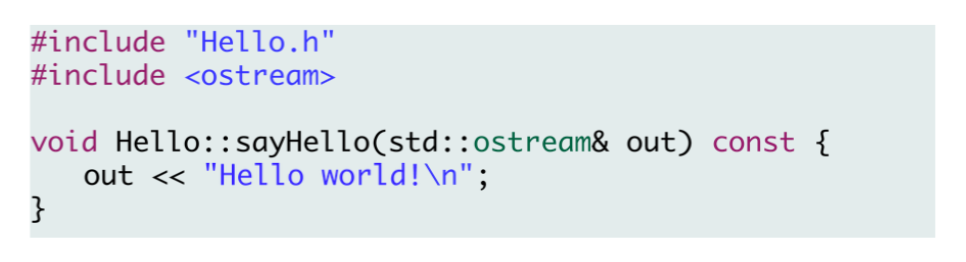 #include "Hello.h"
#include <ostream>
void Hello::sayHello(std::ostream& out) const {
out << "Hello world!\n";
}